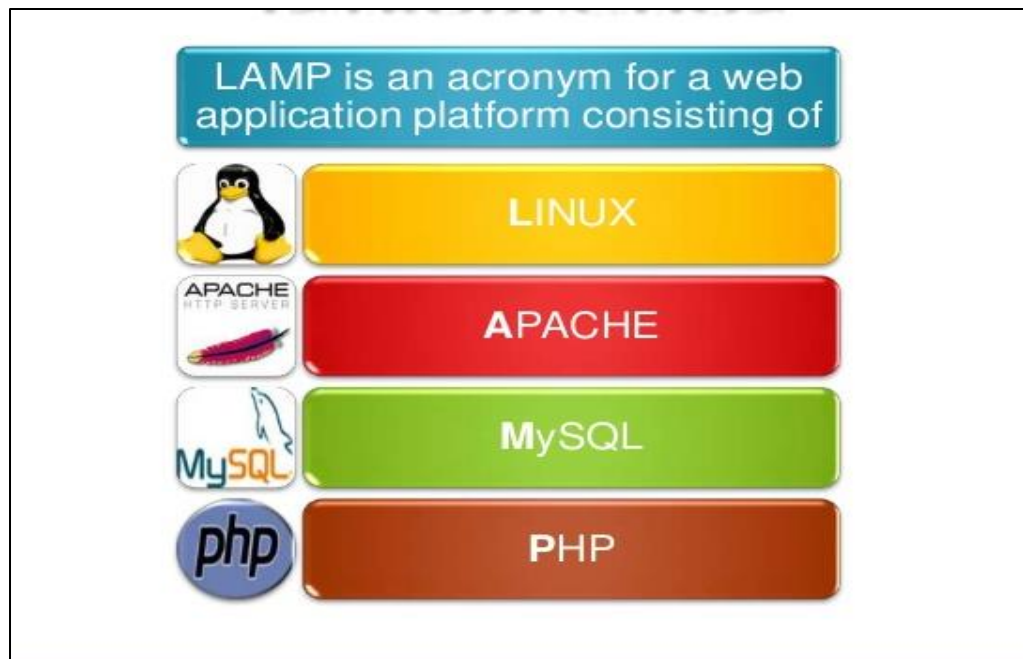 LAMP is an acronym for a web
application platform consisting of
LINUX
APACHE
HTTP SERVER
APACHE
MySQL
MySQL
php
PHP